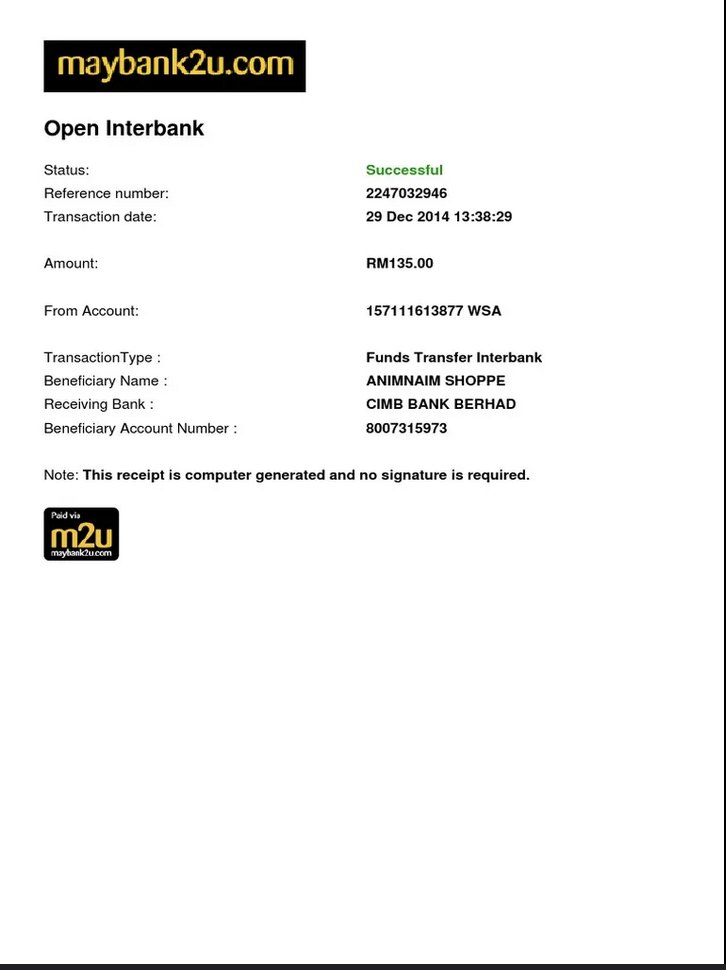 maybank2u.com
Open Interbank
Status: Successful
Reference number: 2247032946
Transaction date: 29 Dec 2014 13:38:29
Amount: RM135.00
From Account: 157111613877 WSA
TransactionType : Funds Transfer Interbank
Beneficiary Name : ANIMNAIM SHOPPE
Receiving Bank : CIMB BANK BERHAD
Beneficiary Account Number : 8007315973
Note: This receipt is computer generated and no signature is required.
Paid via
m2u
maybank2u.com